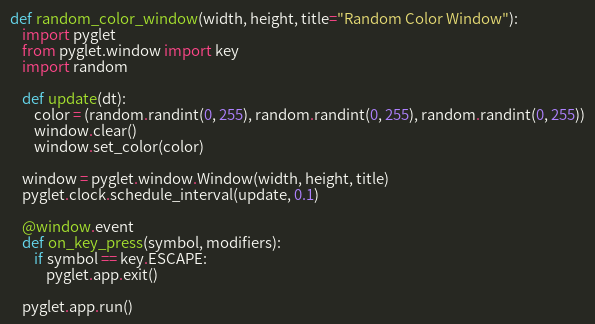 def random_color_window(width, height, title="Random Color Window"):
import pyglet
from pyglet.window import key
import random
def update(dt):
color = (random.randint(0, 255), random.randint(0, 255), random.randint(0, 255))
window.clear()
window.set_color(color)
window = pyglet.window.Window(width, height, title)
pyglet.clock.schedule_interval(update, 0.1)
@window.event
def on_key_press(symbol, modifiers):
if symbol == key.ESCAPE:
pyglet.app.exit()
pyglet.app.run()